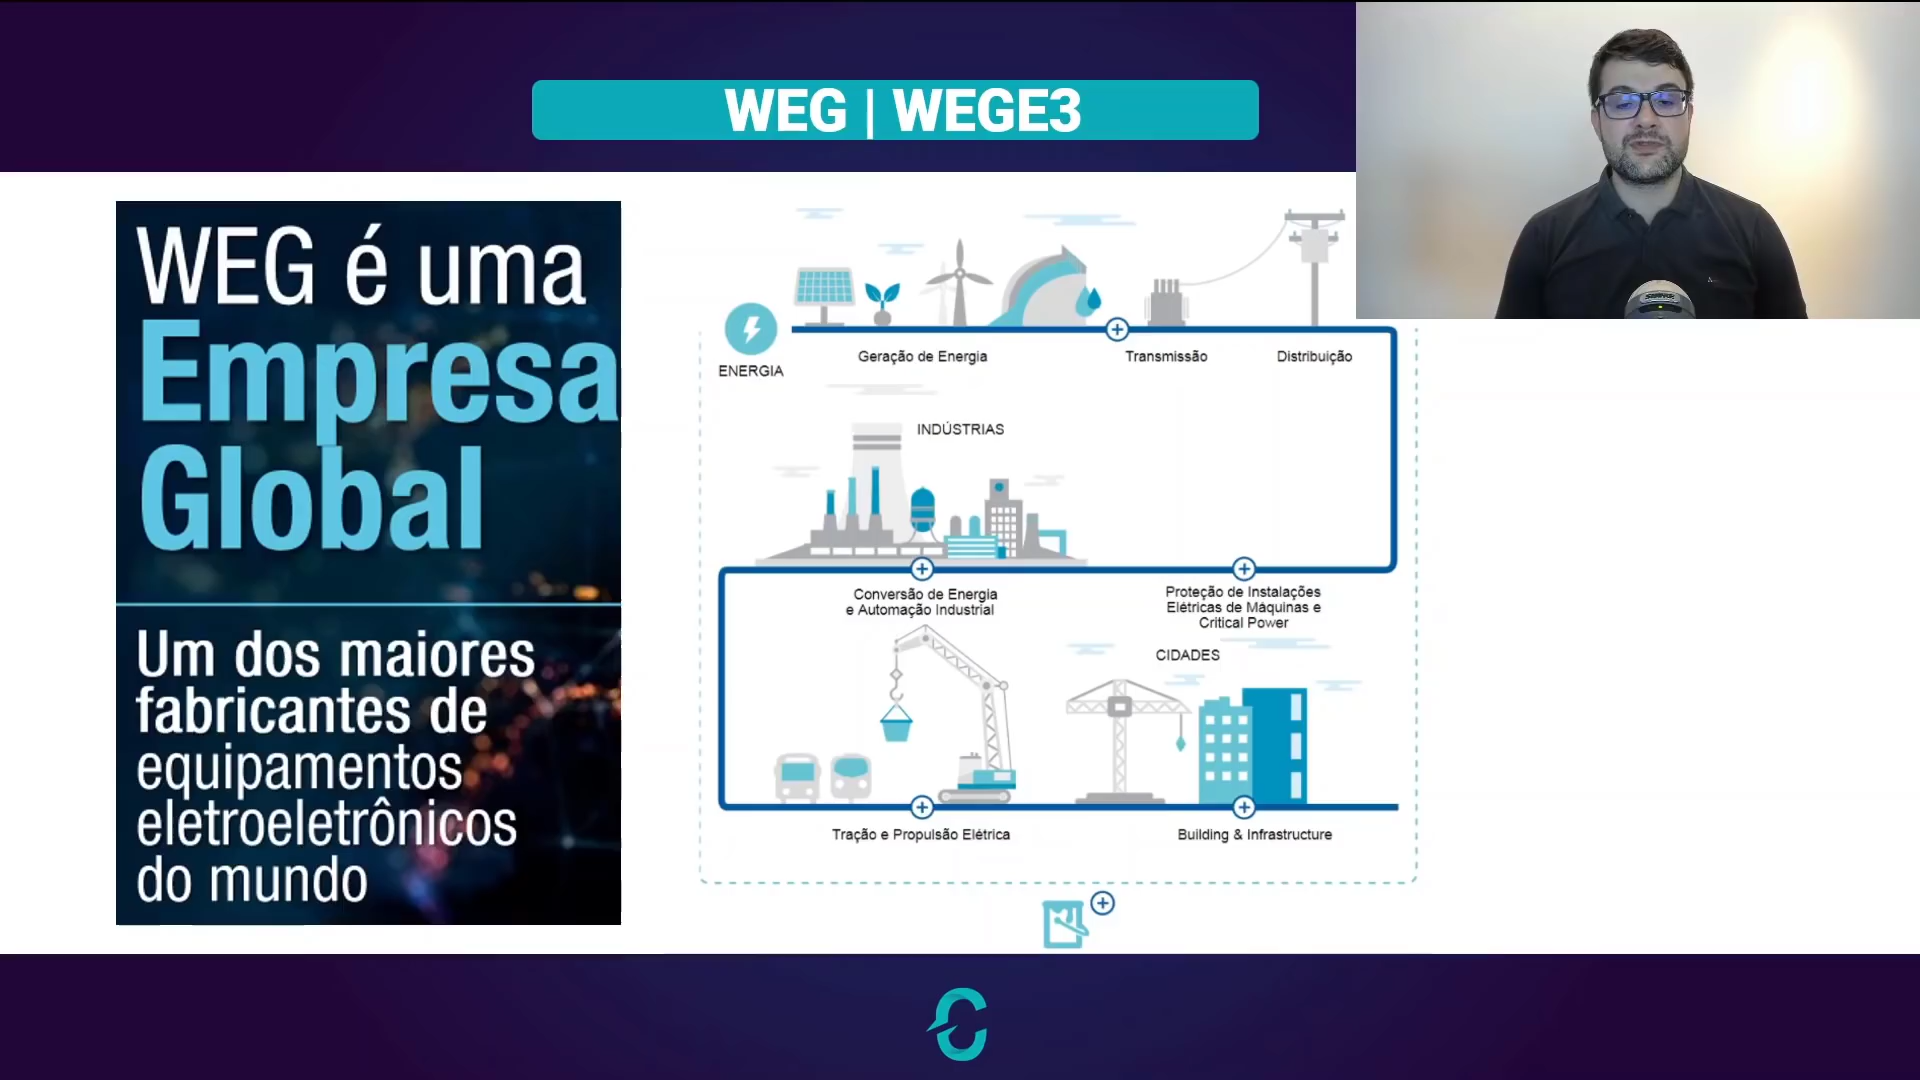 WEG | WEGE3
WEG é uma
Empresa
Global
Um dos maiores
fabricantes de
equipamentos
eletroeletrônicos
do mundo
ENERGIA
Geração de Energia
Transmissão
Distribuição
INDÚSTRIAS
Conversão de Energia
e Automação Industrial
Proteção de Instalações
Elétricas de Máquinas e
Critical Power
CIDADES
Tração e Propulsão Elétrica
Building & Infrastructure